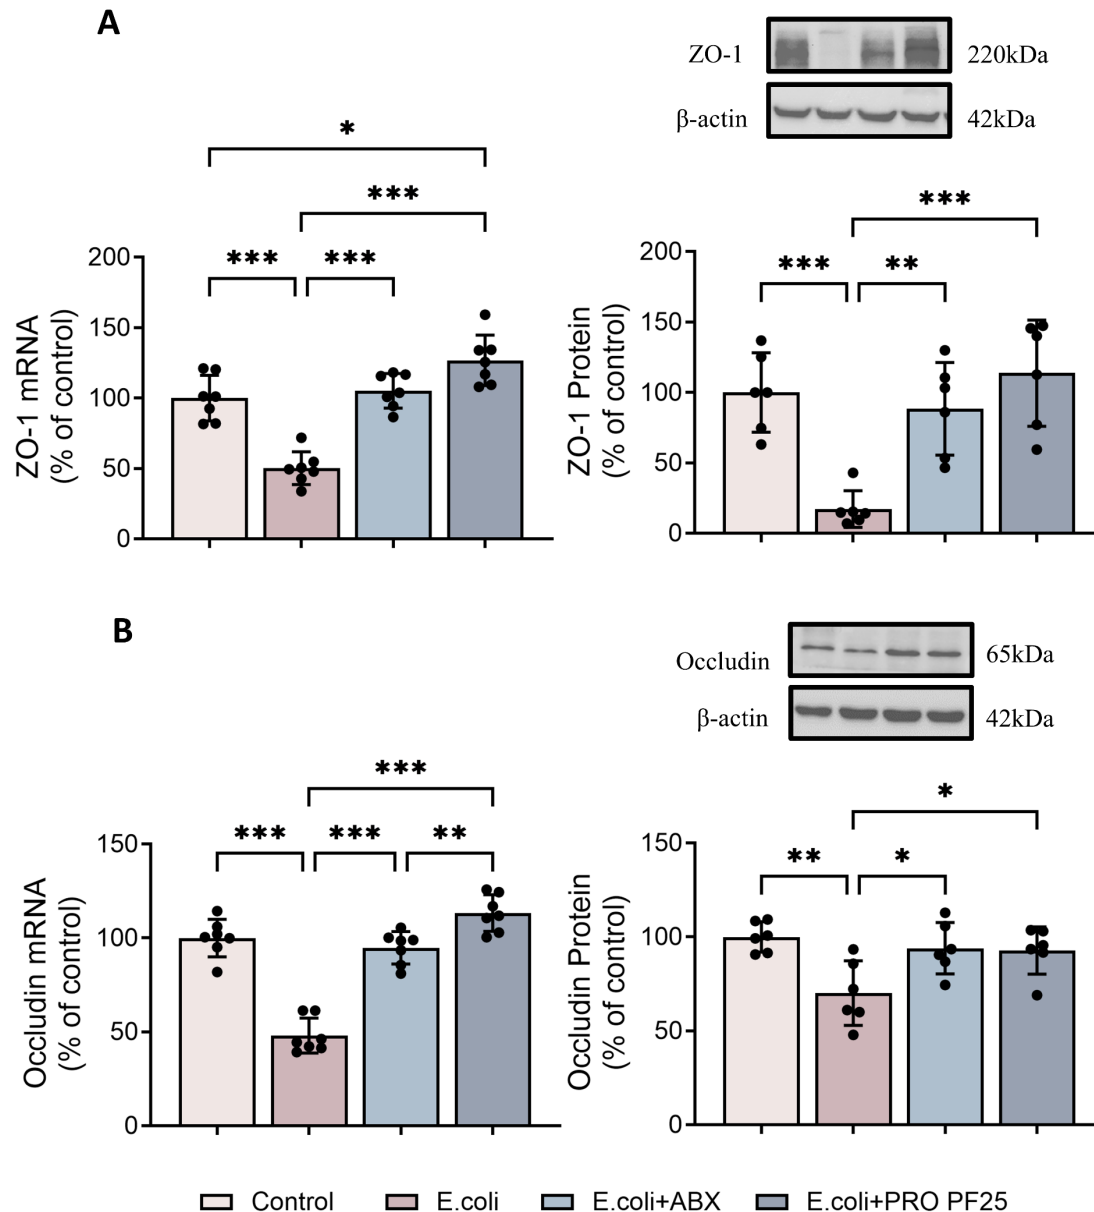 A
ZO-1
220kDa
β-actin
42kDa
*
***
***
***
200
150
100
50
0
ZO-1 mRNA
(% of control)
***
***
**
200
150
100
50
0
ZO-1 Protein
(% of control)
B
Occludin
65kDa
β-actin
42kDa
***
***
***
**
150
100
50
0
Occludin mRNA
(% of control)
*
**
*
150
100
50
0
Occludin Protein
(% of control)
Control
E.coli
E.coli+ABX
E.coli+PRO PF25